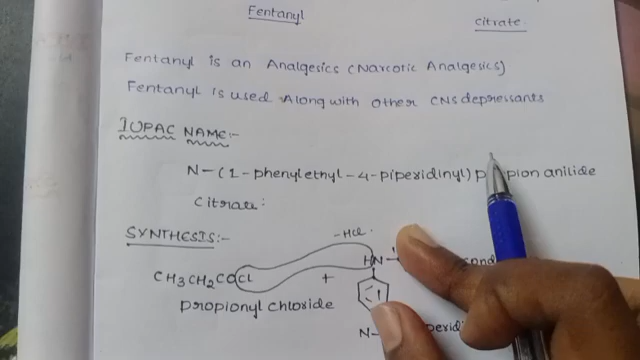 Fentanyl
citrate.
Fentanyl is an Analgesics (Narcotic Analgesics)
Fentanyl is used Along with other CNS depressants
IUPAC NAME:-
N-(1-phenylethyl-4-piperidinyl) anilide
citrate:
SYNTHESIS:-
-HCl.
CH3CH2COCL + HN-
propionyl chloride
N-